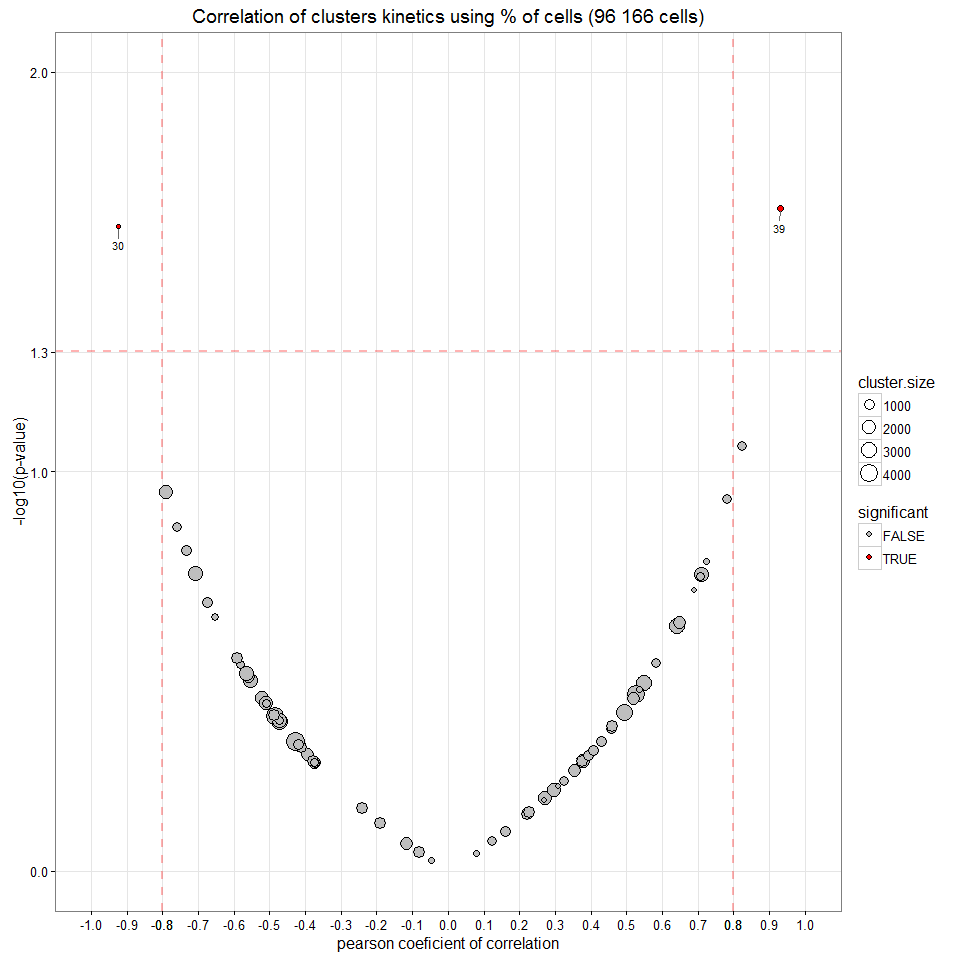 Correlation of clusters kinetics using % of cells (96 166 cells)
2.0
30
39
1.3
1.0
0.0
-log10(p-value)
-1.0 -0.9 -0.8 -0.7 -0.6 -0.5 -0.4 -0.3 -0.2 -0.1 0.0 0.1 0.2 0.3 0.4 0.5 0.6 0.7 0.8 0.9 1.0
pearson coeficient of correlation
cluster.size
1000
2000
3000
4000
significant
FALSE
TRUE